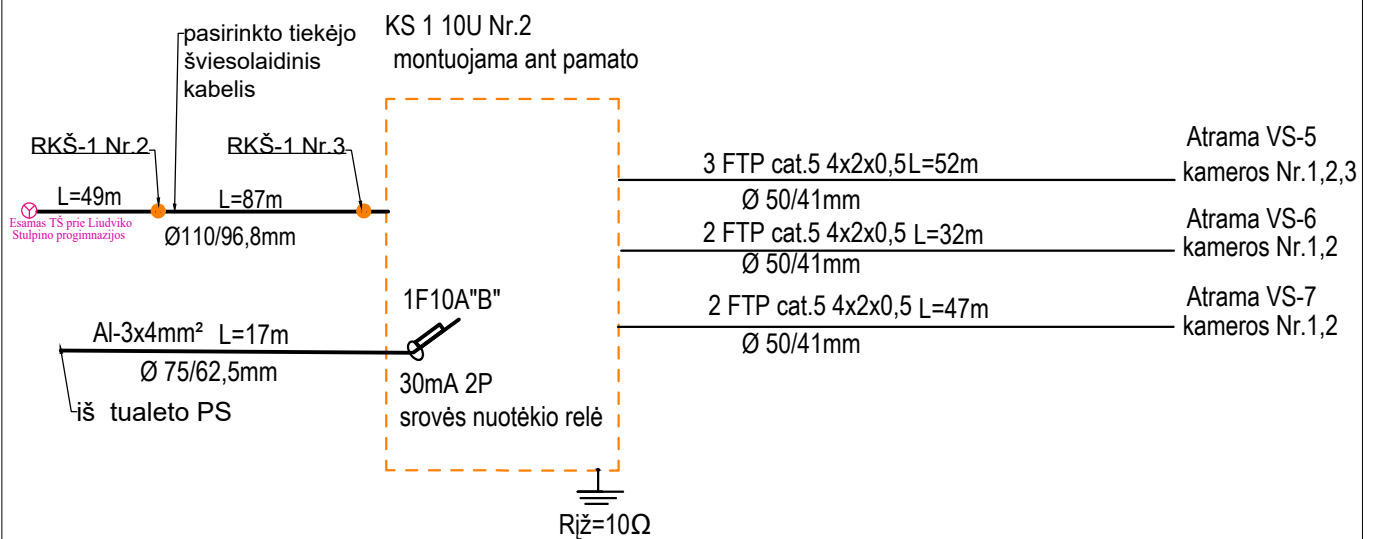 KS 1 10U Nr.2
montuojama ant pamato
pasirinkto tiekėjo
šviesolaidinis
kabelis
RKŠ-1 Nr.2
RKŠ-1 Nr.3
L=49m
L=87m
Esamas TŠ prie Liudviko
Stulpino progimnazijos
Ø110/96,8mm
3 FTP cat.5 4x2x0,5 L=52m
Ø 50/41mm
Atrama VS-5
kameros Nr.1,2,3
2 FTP cat.5 4x2x0,5 L=32m
Ø 50/41mm
Atrama VS-6
kameros Nr.1,2
2 FTP cat.5 4x2x0,5 L=47m
Ø 50/41mm
Atrama VS-7
kameros Nr.1,2
1F10A"B"
Al-3x4mm² L=17m
Ø 75/62,5mm
iš tualeto PS
30mA 2P
srovės nuotėkio relė
Rįž=10Ω